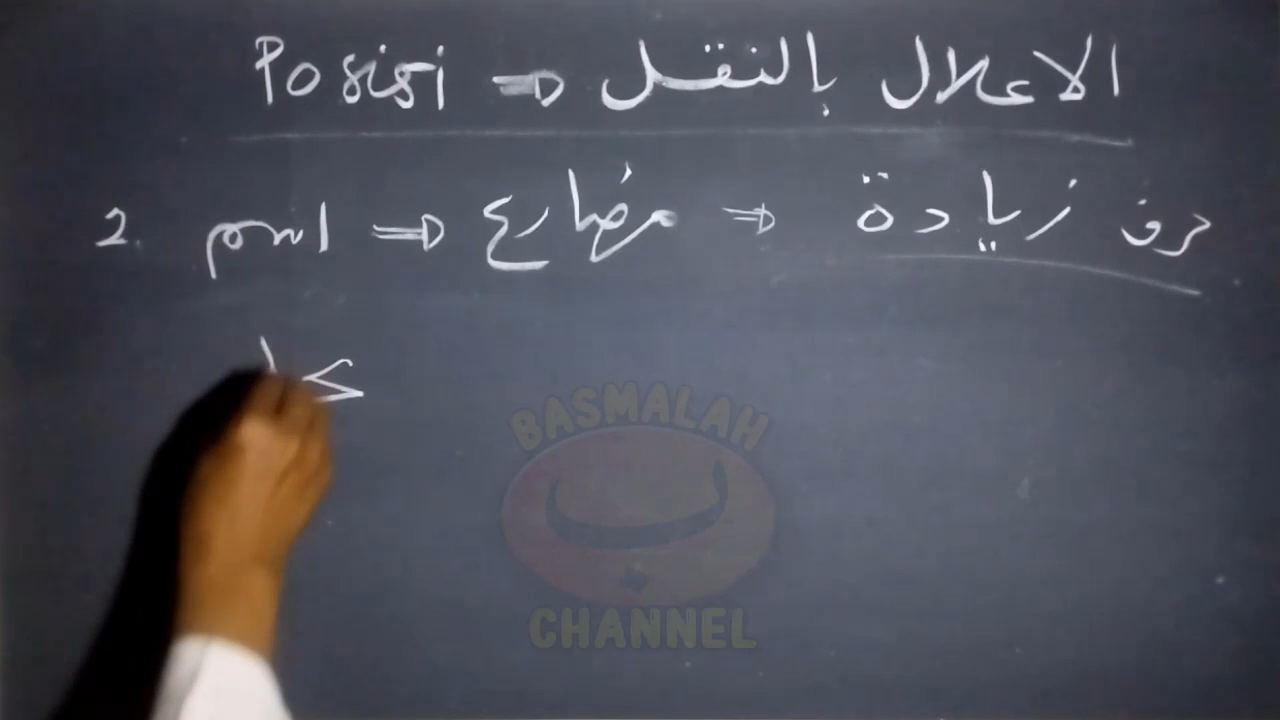 الاعلال بالنقل ⇒ Posisi
2. اسم ⇒ مضارع ⇒ حرف زيادة
BASMALAH
ب
CHANNEL